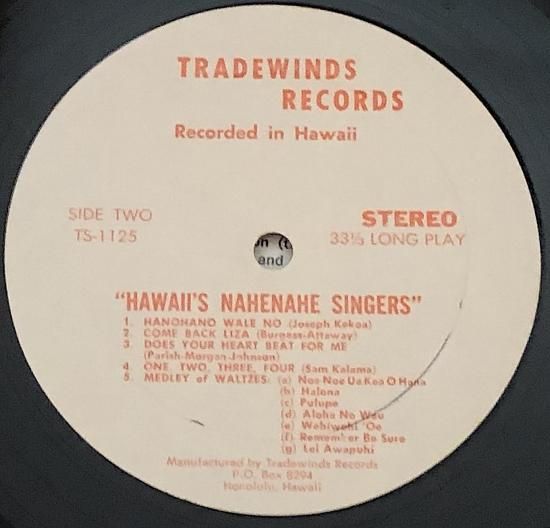 TRADEWINDS
RECORDS
Recorded in Hawaii
SIDE TWO
STEREO
TS-1125
33⅓ LONG PLAY
on (t
and
"HAWAII'S NAHENAHE SINGERS"
1. HANOHANO WALE NO (Joseph Kekoa)
2. COME BACK LIZA (Burgess-Attaway)
3. DOES YOUR HEART BEAT FOR ME
(Parish-Morgan-Johnson)
4. ONE, TWO, THREE, FOUR (Sam Kalama)
5. MEDLEY of WALTZES: (a) Noe Noe Ua Kea O Hana
(b) Halona
(c) Pulupe
(d) Aloha No Wau
(e) Wehiwehi 'Oe
(f) Remember Be Sure
(g) Lei Awapuhi
Manufactured by Tradewinds Records
P.O. Box 8294
Honolulu, Hawaii